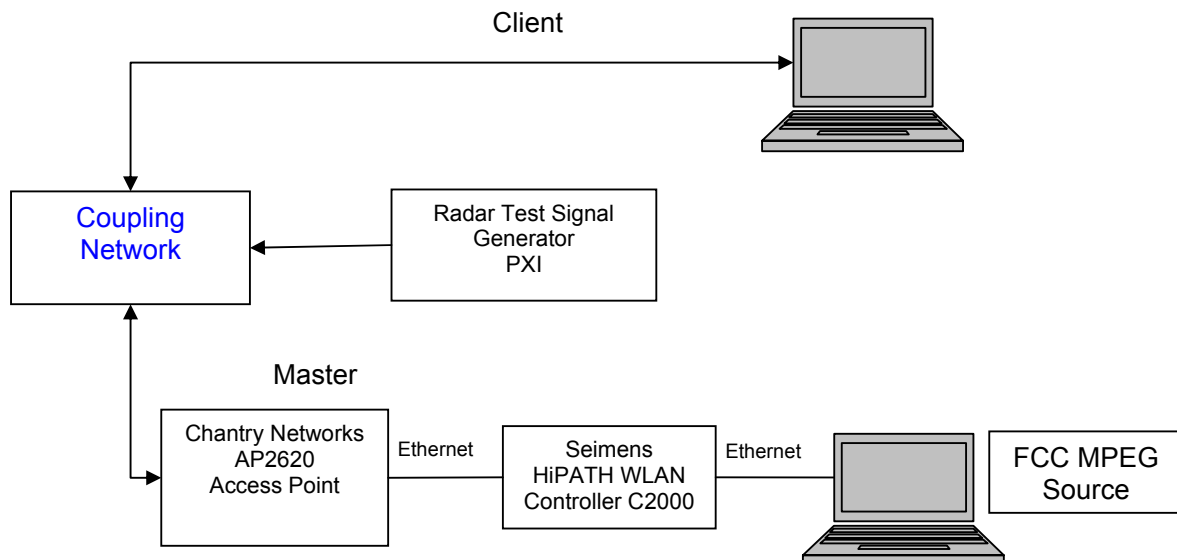 Client
Coupling
Network
Radar Test Signal
Generator
PXI
Master
Chantry Networks
AP2620
Access Point
Ethernet
Seimens
HiPATH WLAN
Controller C2000
Ethernet
FCC MPEG
Source